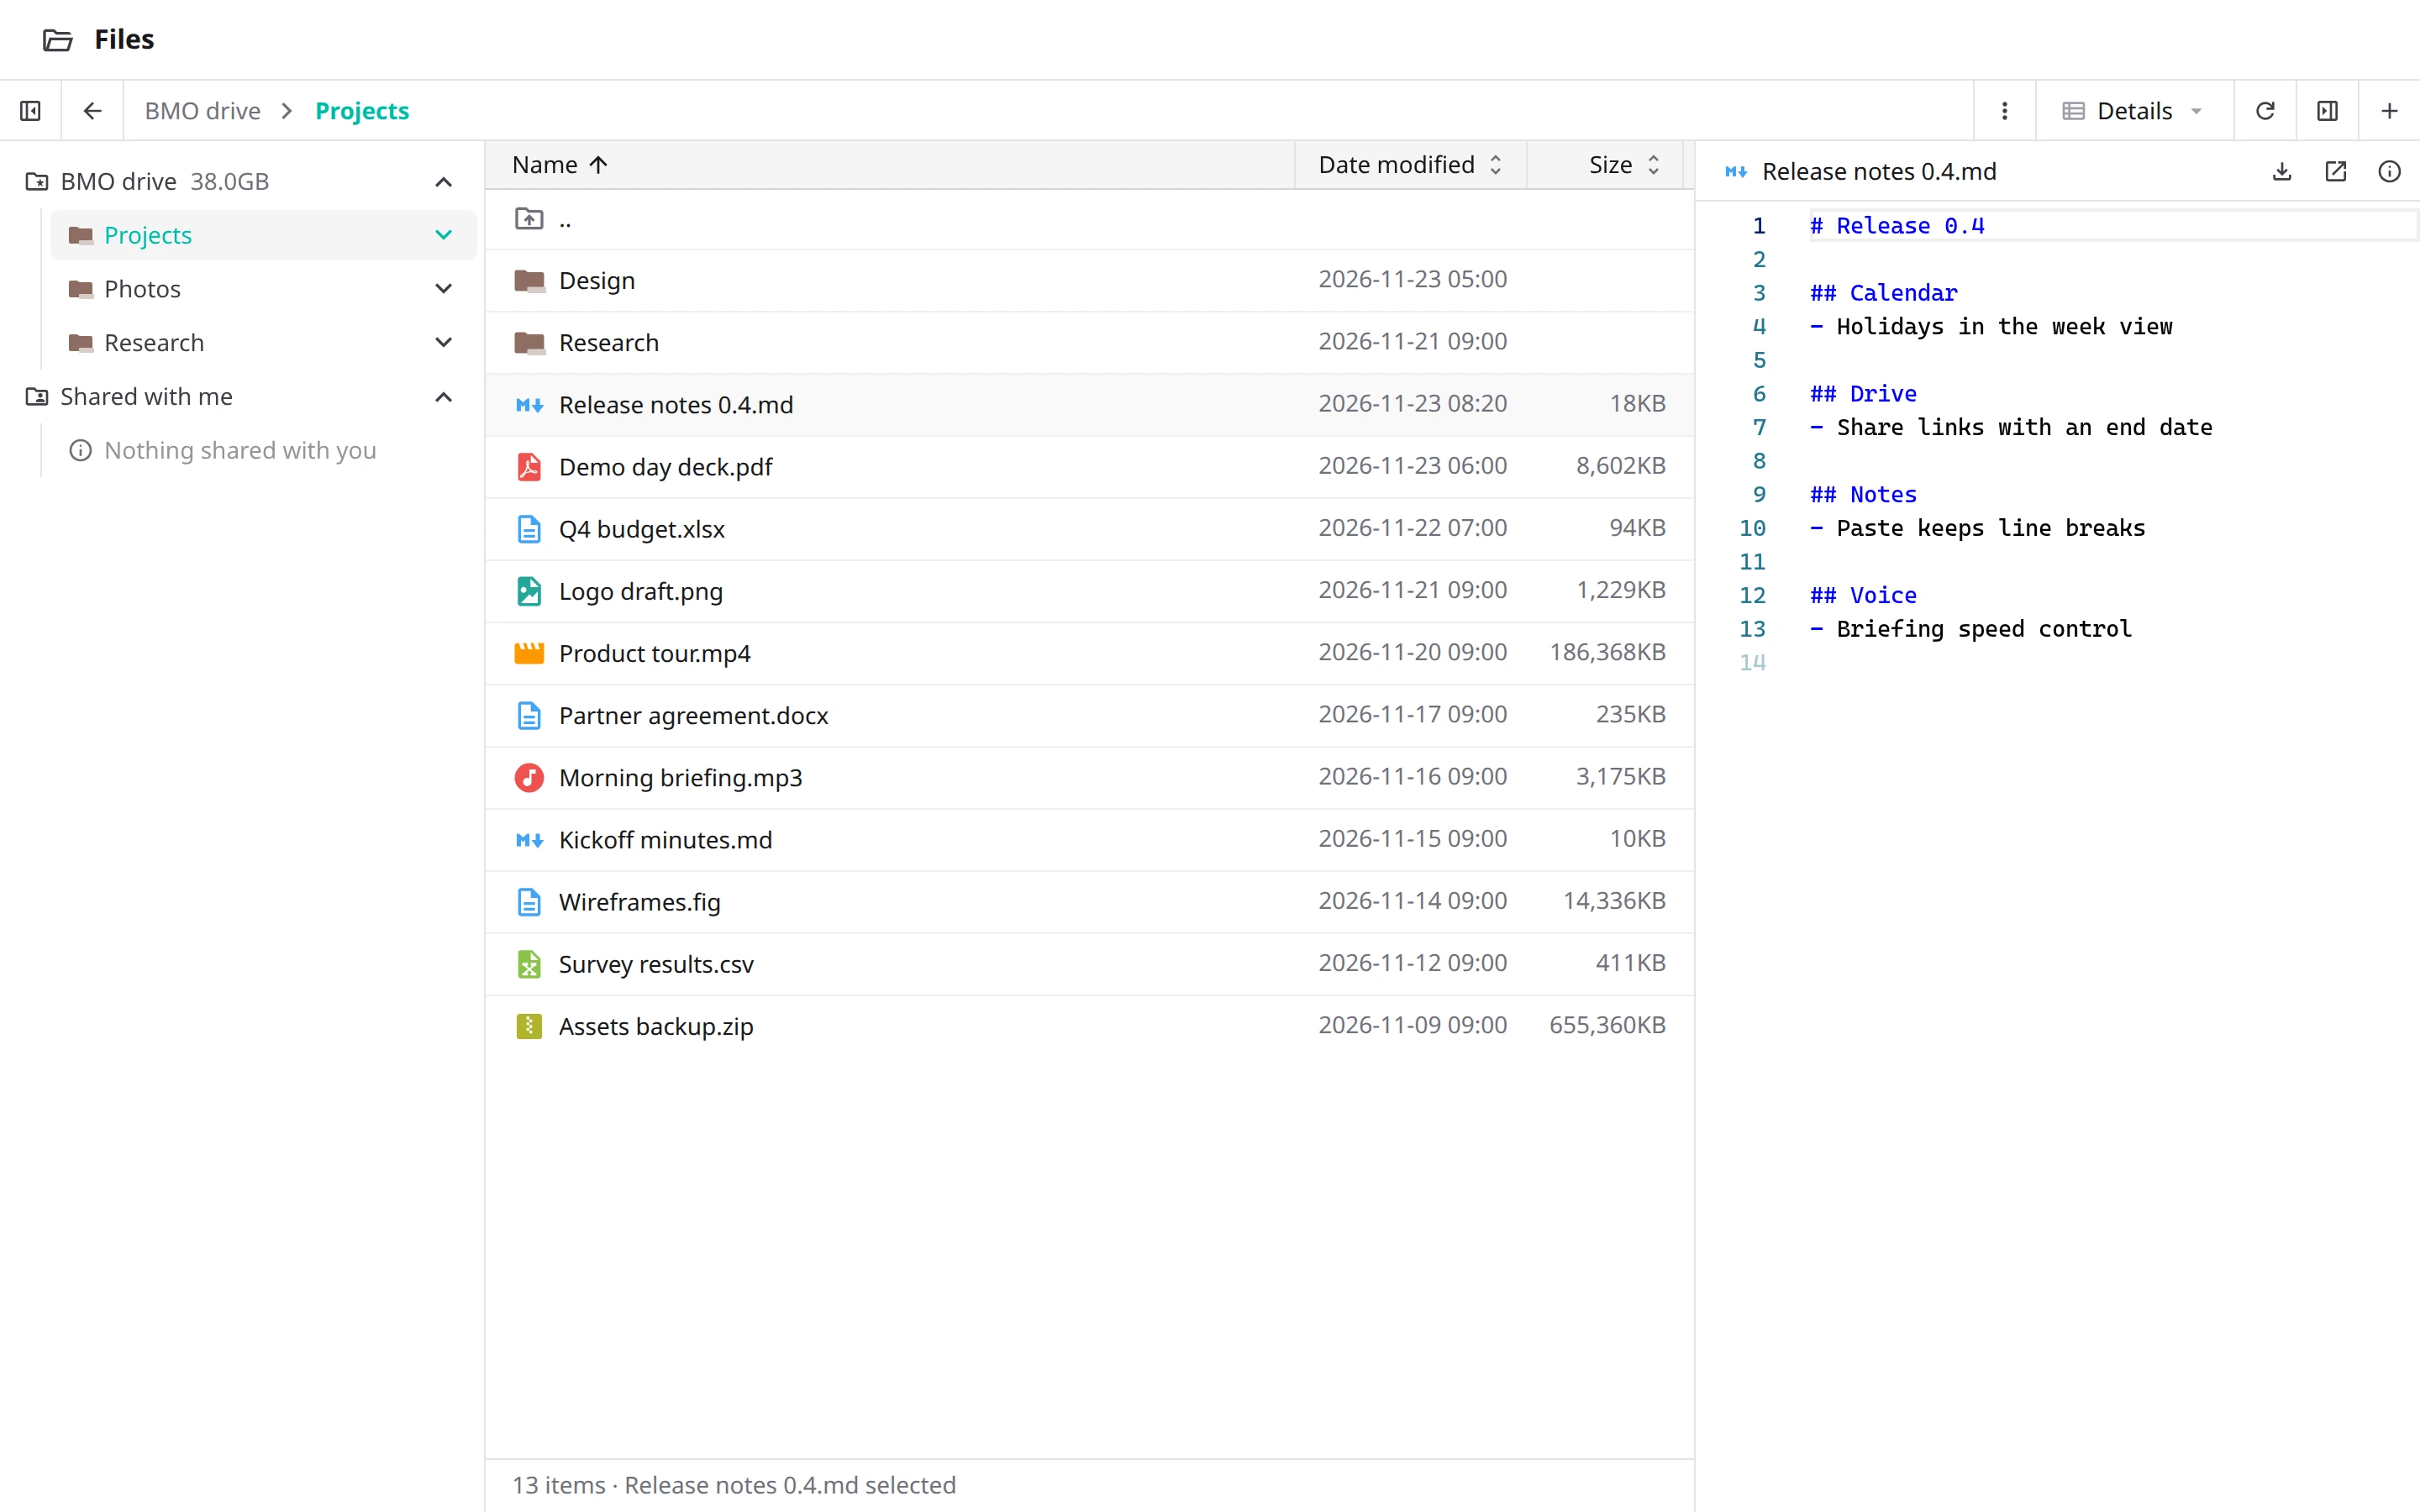 Files
BMO drive > Projects
Details
BMO drive 38.0GB
Projects
Photos
Research
Shared with me
Nothing shared with you
Name Date modified Size
..
Design 2026-11-23 05:00
Research 2026-11-21 09:00
Release notes 0.4.md 2026-11-23 08:20 18KB
Demo day deck.pdf 2026-11-23 06:00 8,602KB
Q4 budget.xlsx 2026-11-22 07:00 94KB
Logo draft.png 2026-11-21 09:00 1,229KB
Product tour.mp4 2026-11-20 09:00 186,368KB
Partner agreement.docx 2026-11-17 09:00 235KB
Morning briefing.mp3 2026-11-16 09:00 3,175KB
Kickoff minutes.md 2026-11-15 09:00 10KB
Wireframes.fig 2026-11-14 09:00 14,336KB
Survey results.csv 2026-11-12 09:00 411KB
Assets backup.zip 2026-11-09 09:00 655,360KB
13 items · Release notes 0.4.md selected
Release notes 0.4.md
1 # Release 0.4
2
3 ## Calendar
4 - Holidays in the week view
5
6 ## Drive
7 - Share links with an end date
8
9 ## Notes
10 - Paste keeps line breaks
11
12 ## Voice
13 - Briefing speed control
14